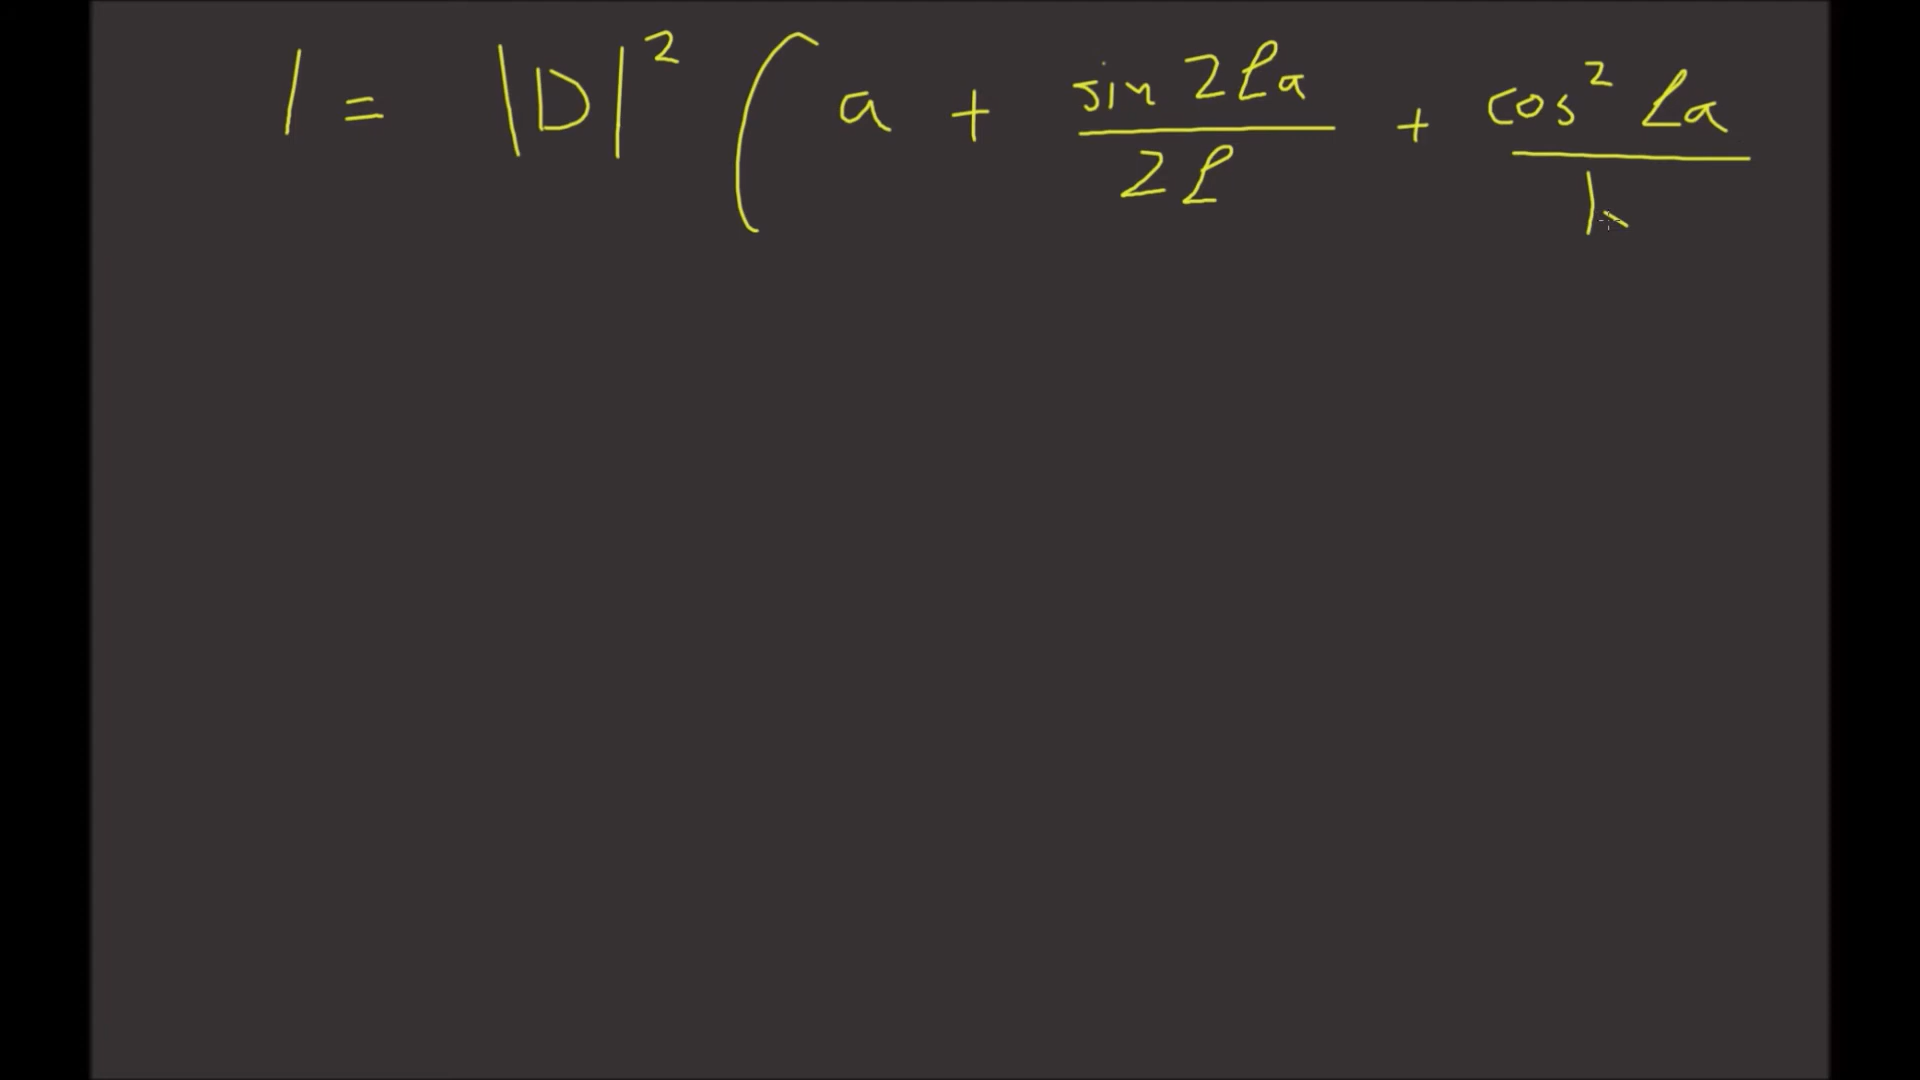 1 = |D|² ( a + sin 2ℓa / 2ℓ + cos² ℓa / k